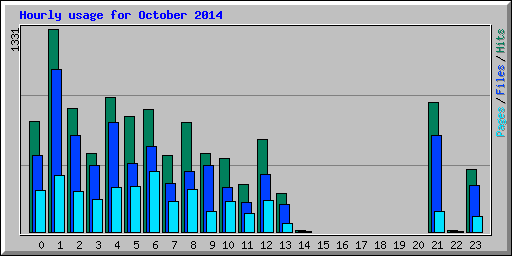 Hourly usage for October 2014
1331
Pages/Files/Hits
0 1 2 3 4 5 6 7 8 9 10 11 12 13 14 15 16 17 18 19 20 21 22 23